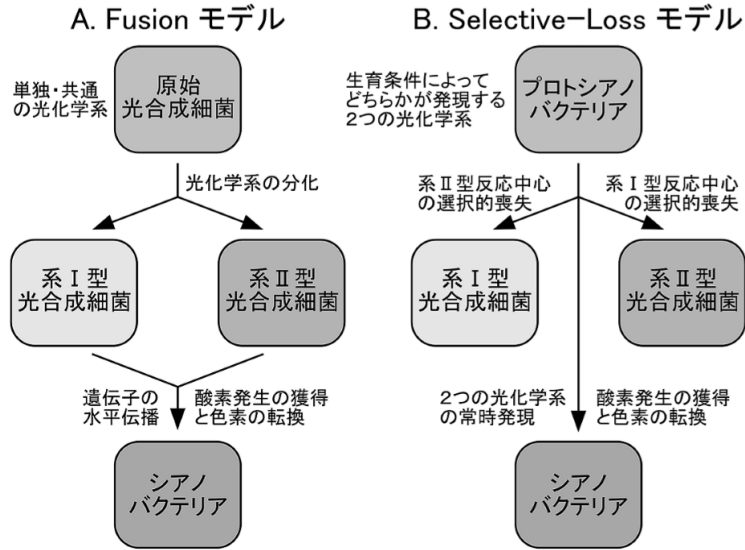 A. Fusion モデル
単独・共通
の光化学系
原始
光合成細菌
光化学系の分化
系Ⅰ型
光合成細菌
系Ⅱ型
光合成細菌
遺伝子の
水平伝播
酸素発生の獲得
と色素の転換
シアノ
バクテリア
B. Selective-Loss モデル
生育条件によって
どちらかが発現する
2つの光化学系
プロトシアノ
バクテリア
系Ⅱ型反応中心
の選択的喪失
系Ⅰ型反応中心
の選択的喪失
系Ⅰ型
光合成細菌
系Ⅱ型
光合成細菌
2つの光化学系
の常時発現
酸素発生の獲得
と色素の転換
シアノ
バクテリア